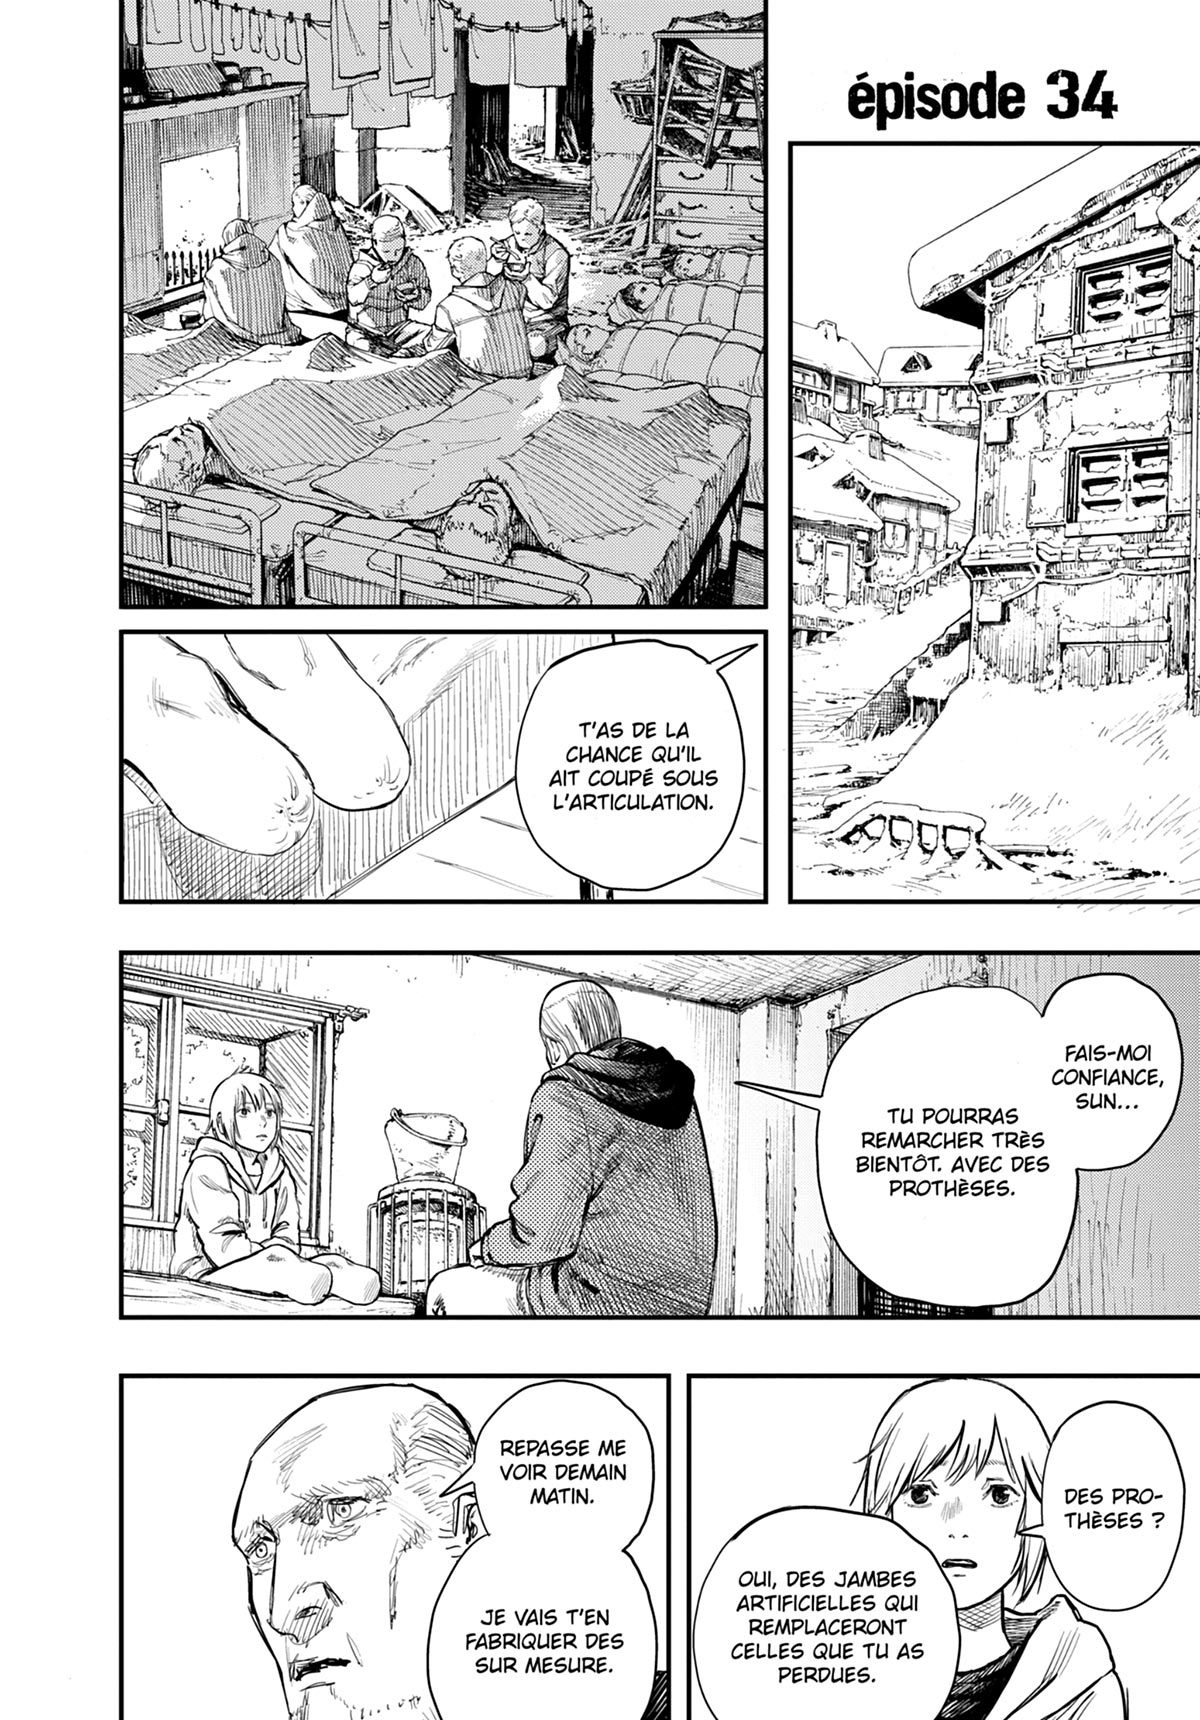 épisode 34
T'AS DE LA
CHANCE QU'IL
AIT COUPÉ SOUS
L'ARTICULATION.
FAIS-MOI
CONFIANCE,
SUN...
TU POURRAS
REMARCHER TRÈS
BIENTÔT. AVEC DES
PROTHÈSES.
DES PRO-
THÈSES ?
OUI, DES JAMBES
ARTIFICIELLES QUI
REMPLACERONT
CELLES QUE TU AS
PERDUES.
REPASSE ME
VOIR DEMAIN
MATIN.
JE VAIS T'EN
FABRIQUER DES
SUR MESURE.